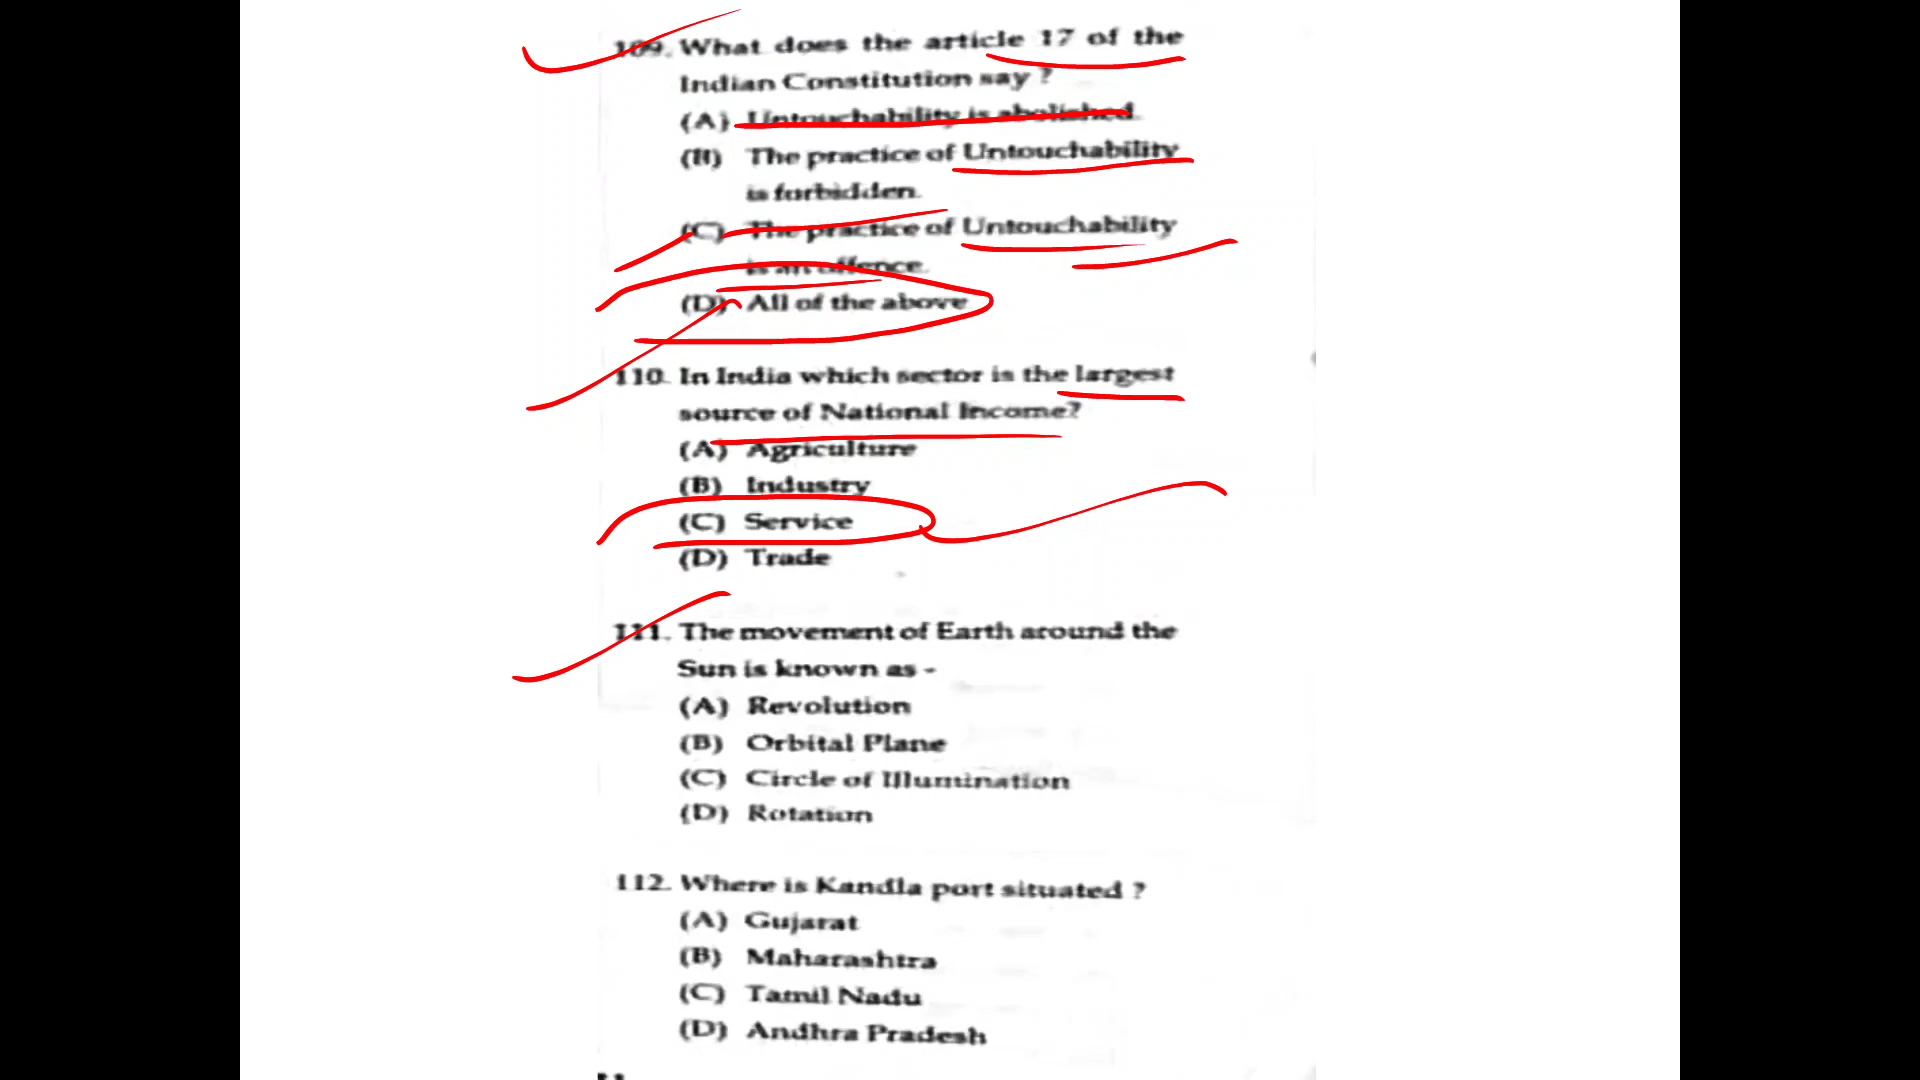 109. What does the article 17 of the
Indian Constitution say ?
(A) Untouchability is abolished.
(B) The practice of Untouchability
is forbidden.
(C) The practice of Untouchability
is an offence.
(D) All of the above
110. In India which sector is the largest
source of National Income?
(A) Agriculture
(B) Industry
(C) Service
(D) Trade
111. The movement of Earth around the
Sun is known as -
(A) Revolution
(B) Orbital Plane
(C) Circle of Illumination
(D) Rotation
112. Where is Kandla port situated ?
(A) Gujarat
(B) Maharashtra
(C) Tamil Nadu
(D) Andhra Pradesh